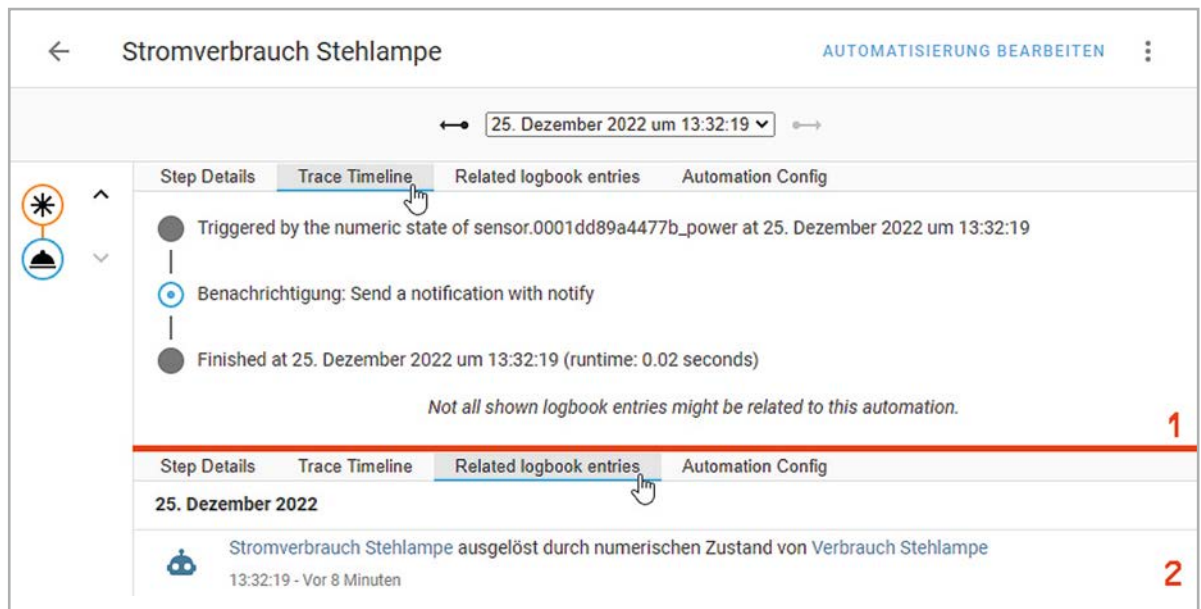 Stromverbrauch Stehlampe AUTOMATISIERUNG BEARBEITEN
25. Dezember 2022 um 13:32:19
Step Details Trace Timeline Related logbook entries Automation Config
Triggered by the numeric state of sensor.0001dd89a4477b_power at 25. Dezember 2022 um 13:32:19
Benachrichtigung: Send a notification with notify
Finished at 25. Dezember 2022 um 13:32:19 (runtime: 0.02 seconds)
Not all shown logbook entries might be related to this automation.
1
Step Details Trace Timeline Related logbook entries Automation Config
25. Dezember 2022
Stromverbrauch Stehlampe ausgelöst durch numerischen Zustand von Verbrauch Stehlampe
13:32:19 - Vor 8 Minuten
2